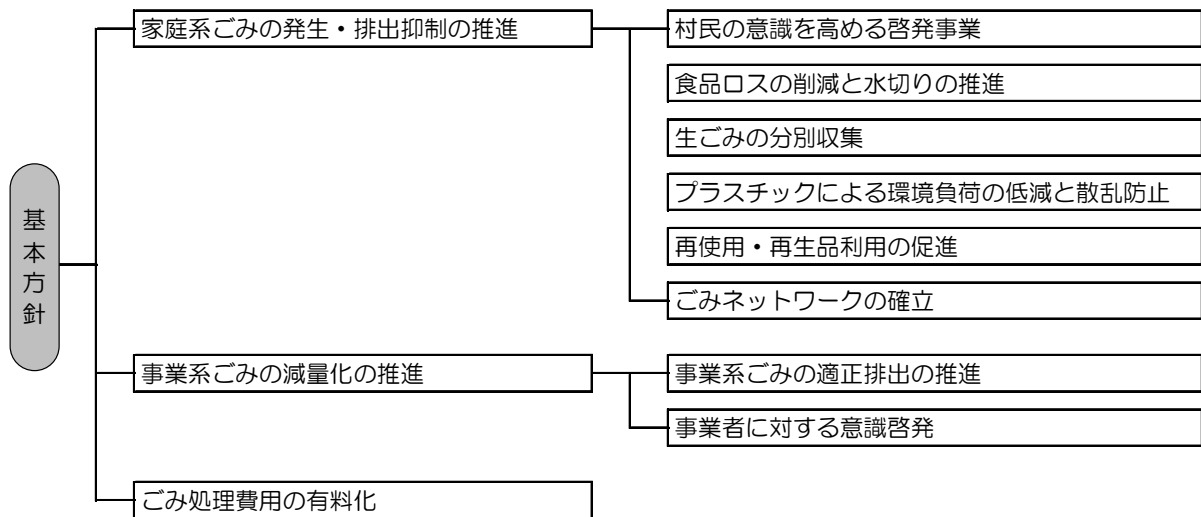 基本方針
家庭系ごみの発生・排出抑制の推進
村民の意識を高める啓発事業
食品ロスの削減と水切りの推進
生ごみの分別収集
プラスチックによる環境負荷の低減と散乱防止
再使用・再生品利用の促進
ごみネットワークの確立
事業系ごみの減量化の推進
事業系ごみの適正排出の推進
事業者に対する意識啓発
ごみ処理費用の有料化